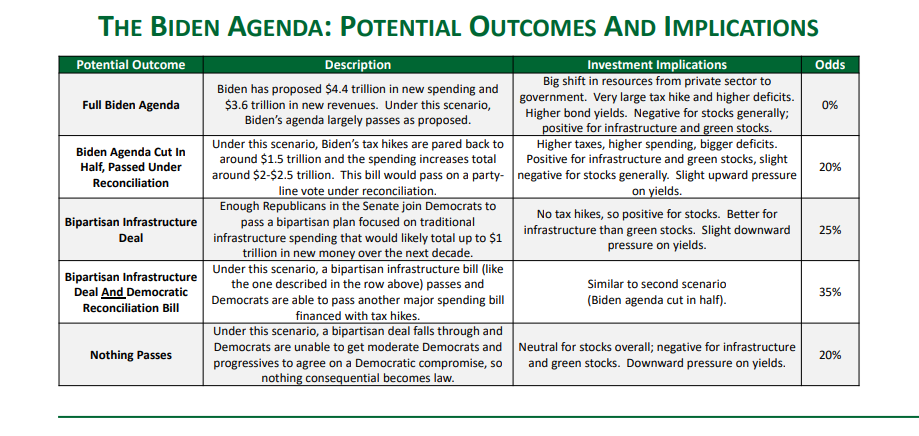 THE BIDEN AGENDA: POTENTIAL OUTCOMES AND IMPLICATIONS
Potential Outcome Description Investment Implications Odds
Full Biden Agenda
Biden has proposed $4.4 trillion in new spending and
$3.6 trillion in new revenues. Under this scenario,
Biden's agenda largely passes as proposed.
Big shift in resources from private sector to
government. Very large tax hike and higher deficits.
Higher bond yields. Negative for stocks generally;
positive for infrastructure and green stocks.
0%
Biden Agenda Cut In
Half, Passed Under
Reconciliation
Under this scenario, Biden's tax hikes are pared back to
around $1.5 trillion and the spending increases total
around $2-$2.5 trillion. This bill would pass on a party-
line vote under reconciliation.
Higher taxes, higher spending, bigger deficits.
Positive for infrastructure and green stocks, slight
negative for stocks generally. Slight upward pressure
on yields.
20%
Bipartisan Infrastructure
Deal
Enough Republicans in the Senate join Democrats to
pass a bipartisan plan focused on traditional
infrastructure spending that would likely total up to $1
trillion in new money over the next decade.
No tax hikes, so positive for stocks. Better for
infrastructure than green stocks. Slight downward
pressure on yields.
25%
Bipartisan Infrastructure
Deal And Democratic
Reconciliation Bill
Under this scenario, a bipartisan infrastructure bill (like
the one described in the row above) passes and
Democrats are able to pass another major spending bill
financed with tax hikes.
Similar to second scenario
(Biden agenda cut in half).
35%
Nothing Passes
Under this scenario, a bipartisan deal falls through and
Democrats are unable to get moderate Democrats and
progressives to agree on a Democratic compromise, so
nothing consequential becomes law.
Neutral for stocks overall; negative for infrastructure
and green stocks. Downward pressure on yields.
20%